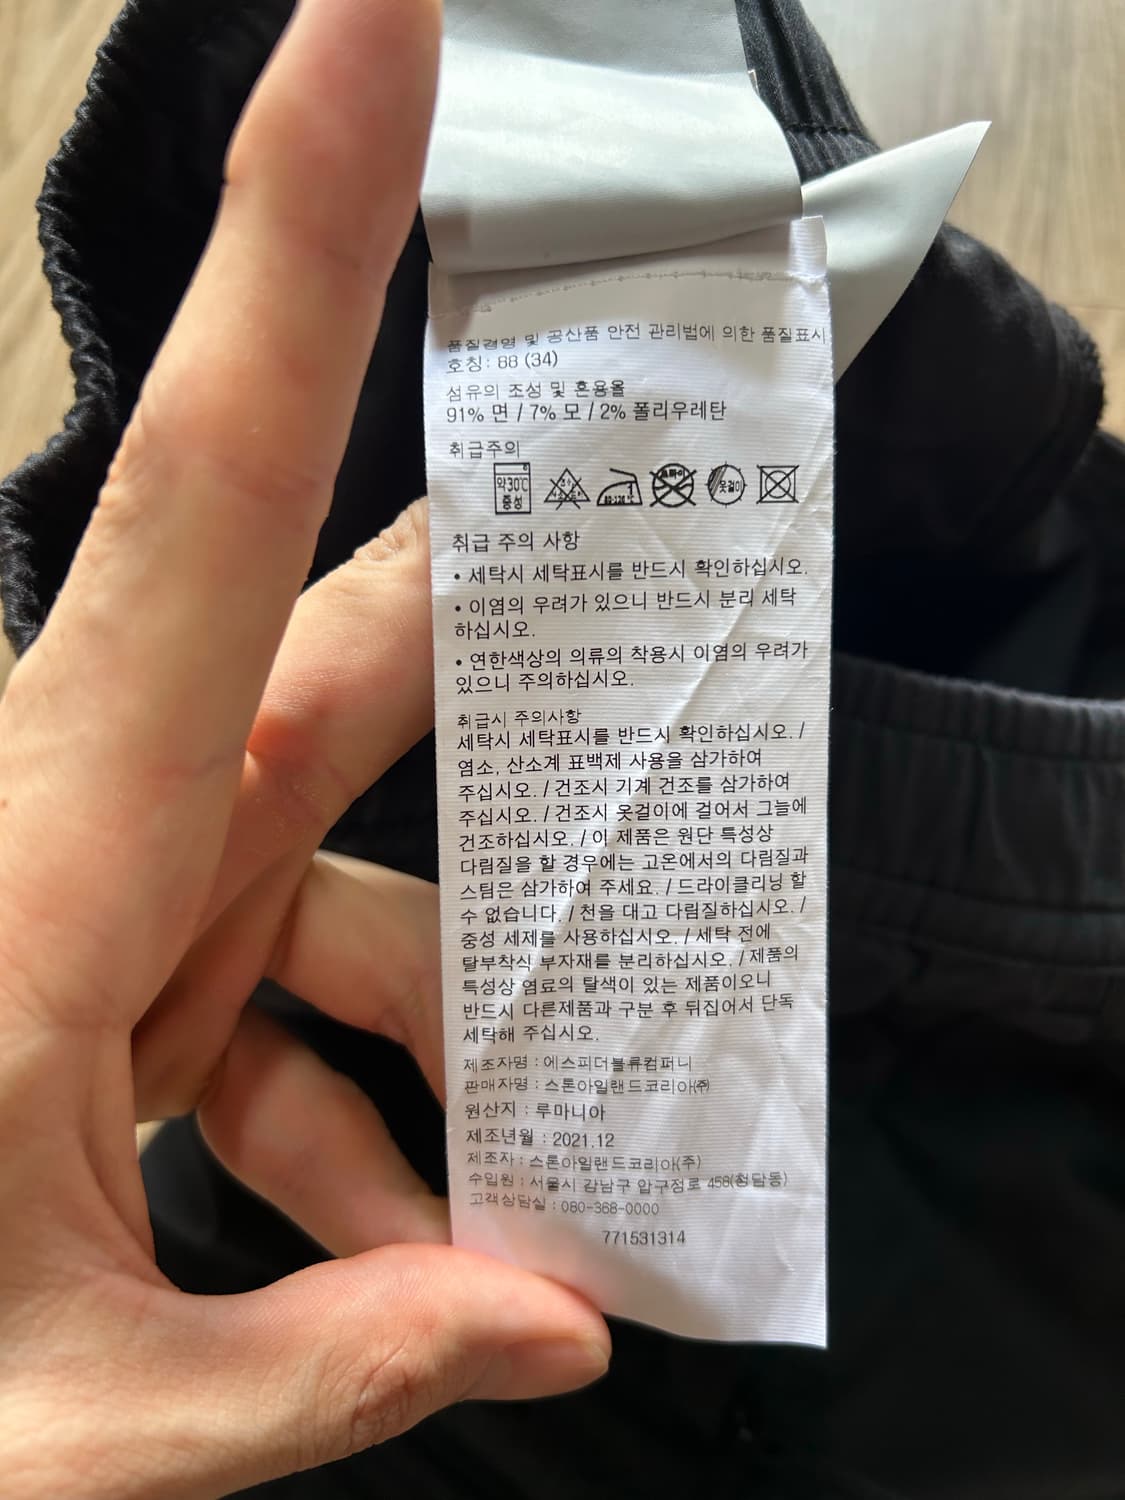 품질경영 및 공산품 안전 관리법에 의한 품질표시
호칭: 88 (34)
섬유의 조성 및 혼용율
91% 면 / 7% 모 / 2% 폴리우레탄
취급주의
약30℃ 중성 옷걸이
취급 주의 사항
• 세탁시 세탁표시를 반드시 확인하십시오.
• 이염의 우려가 있으니 반드시 분리 세탁
하십시오.
• 연한색상의 의류의 착용시 이염의 우려가
있으니 주의하십시오.
취급시 주의사항
세탁시 세탁표시를 반드시 확인하십시오. /
염소, 산소계 표백제 사용을 삼가하여
주십시오. / 건조시 기계 건조를 삼가하여
주십시오. / 건조시 옷걸이에 걸어서 그늘에
건조하십시오. / 이 제품은 원단 특성상
다림질을 할 경우에는 고온에서의 다림질과
스팀은 삼가하여 주세요. / 드라이클리닝 할
수 없습니다. / 천을 대고 다림질하십시오. /
중성 세제를 사용하십시오. / 세탁 전에
탈부착식 부자재를 분리하십시오. / 제품의
특성상 염료의 탈색이 있는 제품이오니
반드시 다른제품과 구분 후 뒤집어서 단독
세탁해 주십시오.
제조자명 : 에스피더블류컴퍼니
판매자명 : 스톤아일랜드코리아㈜
원산지 : 루마니아
제조년월 : 2021.12
제조자 : 스톤아일랜드코리아(주)
수입원 : 서울시 강남구 압구정로 458(청담동)
고객상담실 : 080-368-0000
771531314